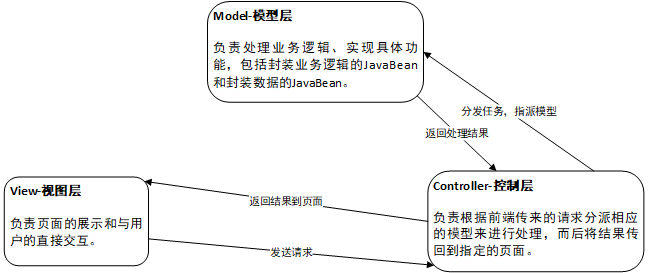 Model-模型层
负责处理业务逻辑、实现具体功
能，包括封装业务逻辑的JavaBean
和封装数据的JavaBean。
分发任务，指派模型
返回处理结果
View-视图层
负责页面的展示和与用
户的直接交互。
返回结果到页面
发送请求
Controller-控制层
负责根据前端传来的请求分派相应
的模型来进行处理，而后将结果传
回到指定的页面。